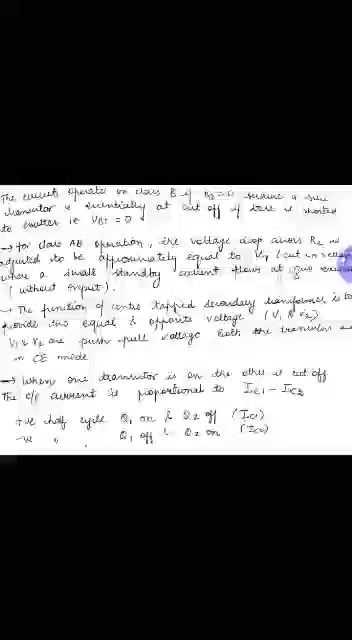 The circuit operate in class B if R2 = 0 because a
transistor is essentially at cut off if base is shorted
to emitter ie VBE = 0
→ for class AB operation, the voltage drop across R2 is
adjusted to be approximately equal to Vγ (cut in voltage
where a small standby current flows at zero
(without input).
→ The function of centre tapped secondary transformer is to
provide two equal & opposite voltage (V1 & V2)
V1 & V2 are push-pull voltage both the transistors are
in CE mode
→ When one transistor is on the other is cut off
The o/p current is proportional to IC1 - IC2
+ve half cycle Q1 on & Q2 off (IC1)
-ve " " Q1 off & Q2 on (IC2)